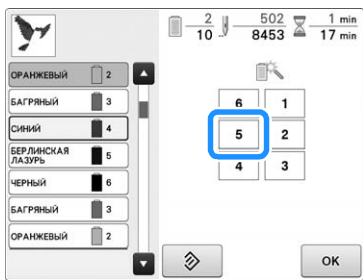 2
10
502
8453
1 min
17 min
ОРАНЖЕВЫЙ 2
БАГРЯНЫЙ 3
СИНИЙ 4
БЕРЛИНСКАЯ
ЛАЗУРЬ 5
ЧЕРНЫЙ 6
БАГРЯНЫЙ 3
ОРАНЖЕВЫЙ 2
6 1
5 2
4 3
OK